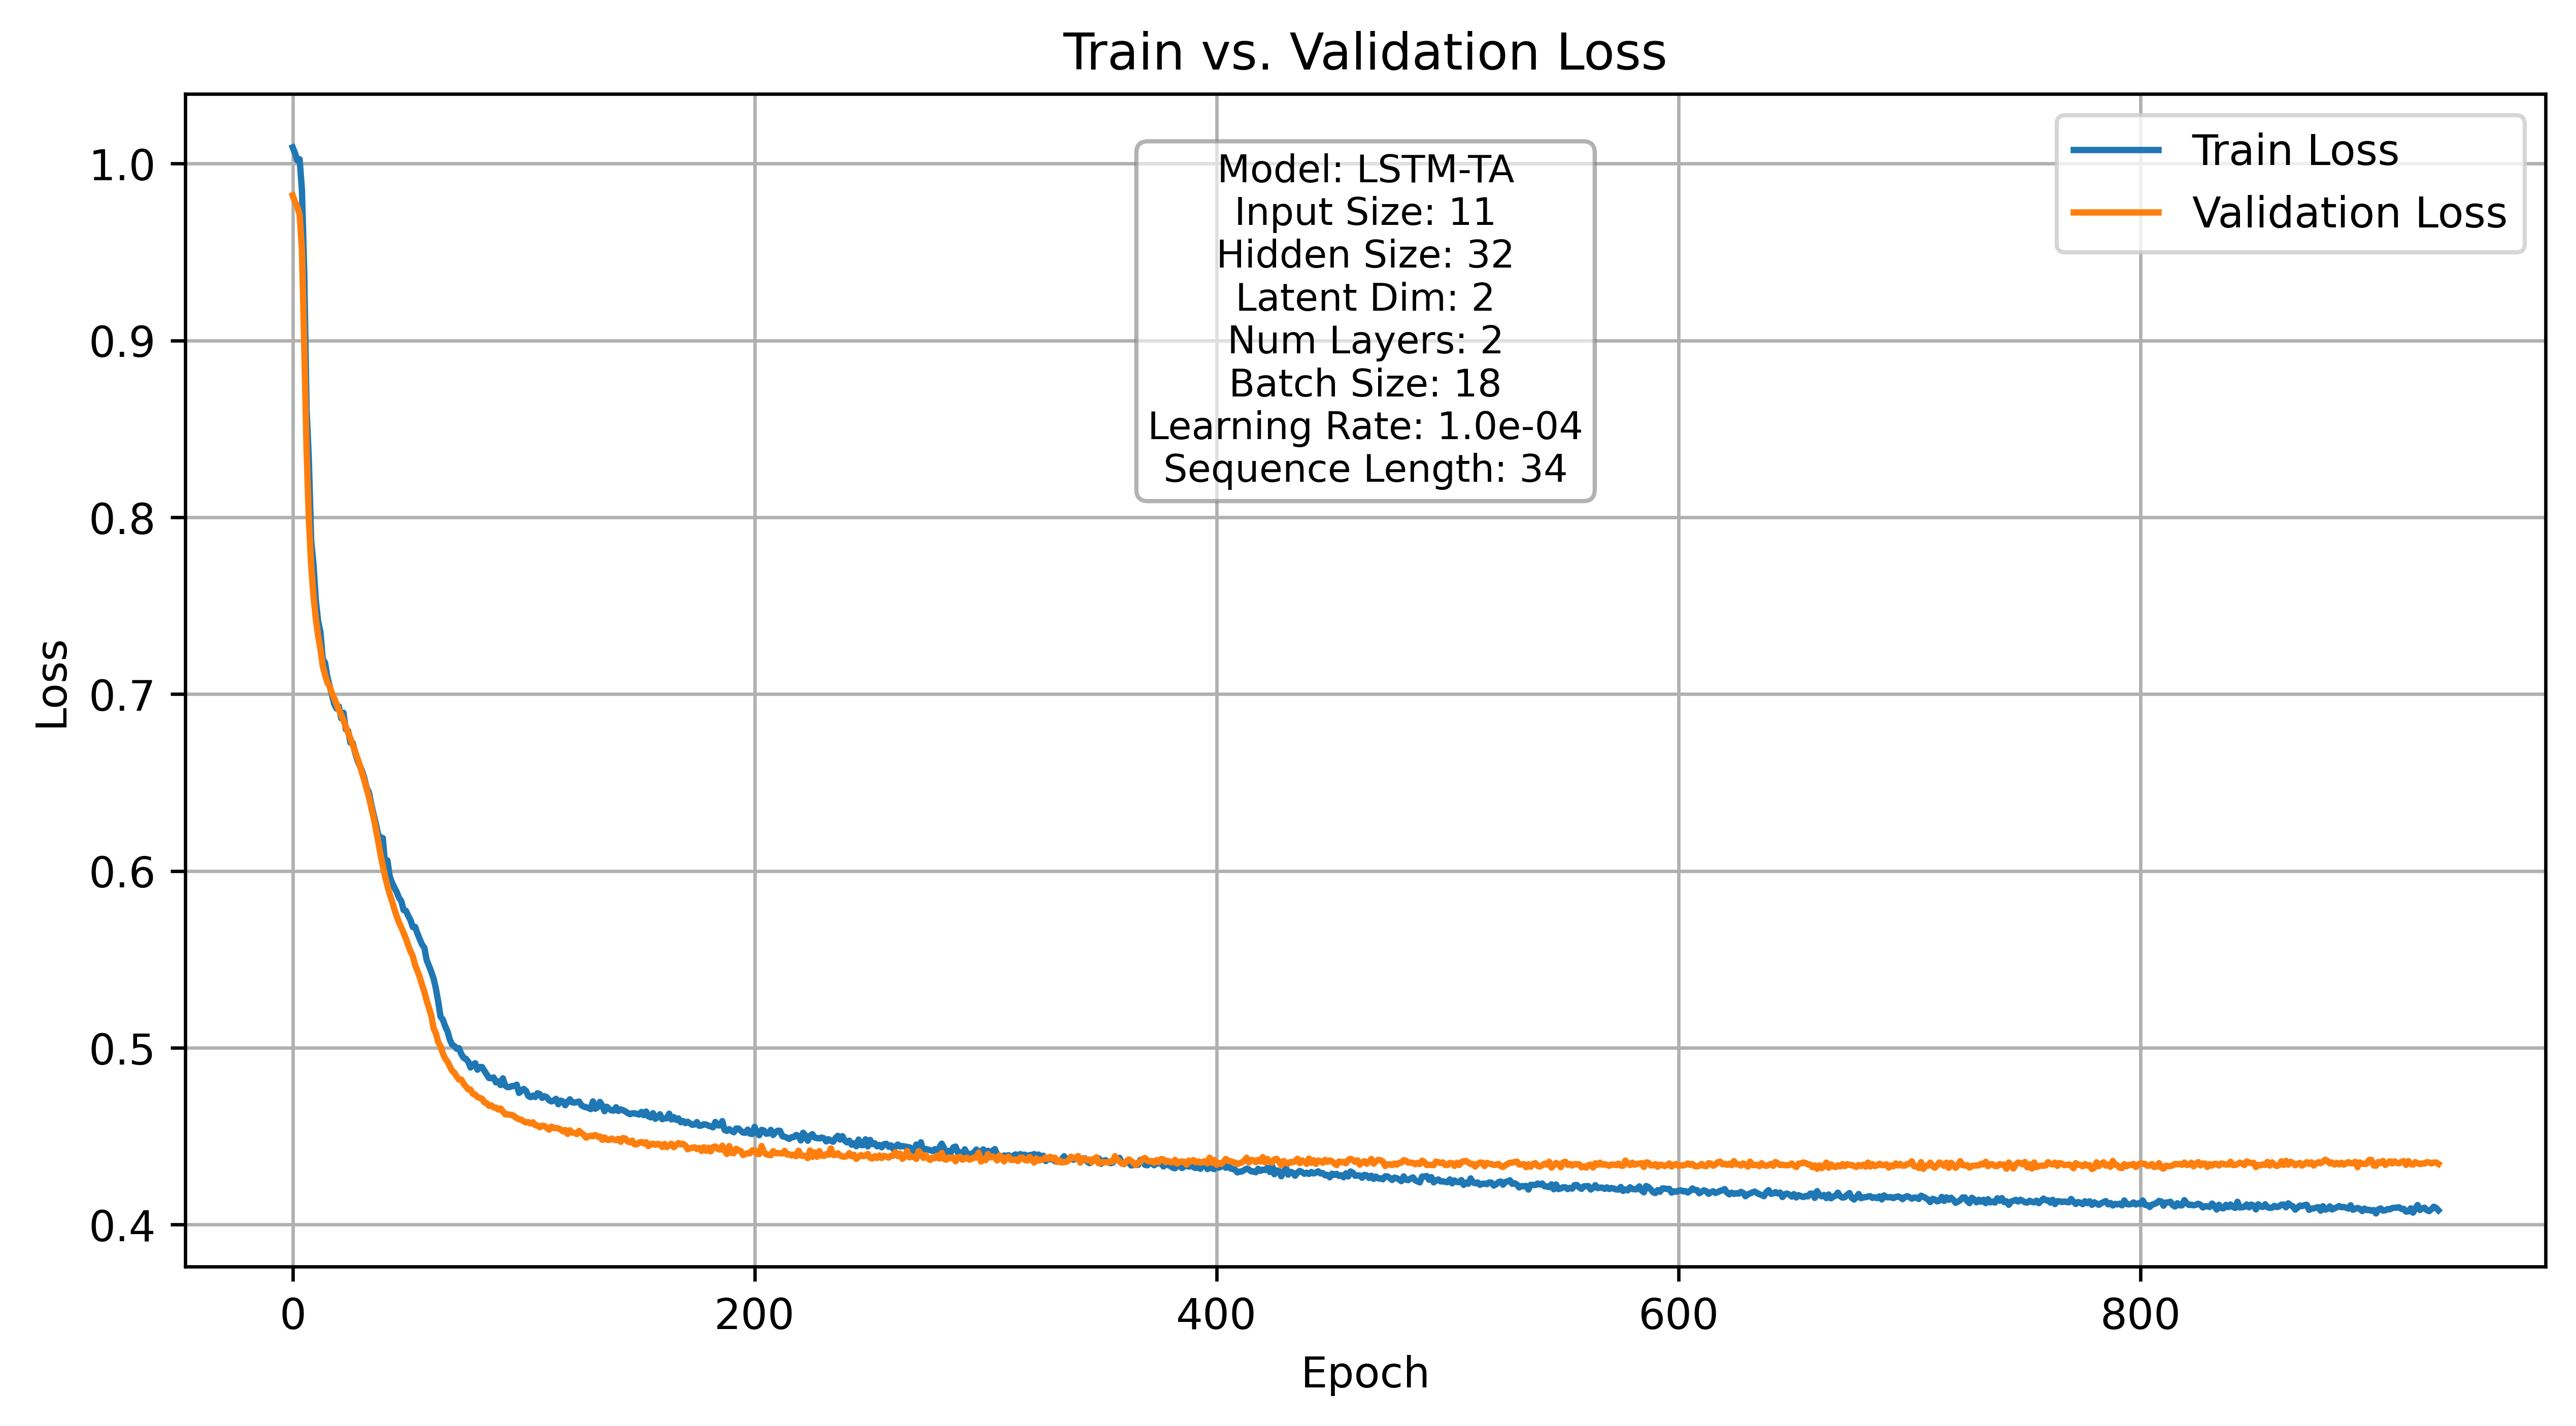 Train vs. Validation Loss
Train Loss
Validation Loss
Model: LSTM-TA
Input Size: 11
Hidden Size: 32
Latent Dim: 2
Num Layers: 2
Batch Size: 18
Learning Rate: 1.0e-04
Sequence Length: 34
1.0
0.9
0.8
0.7
0.6
0.5
0.4
Loss
0
200
400
600
800
Epoch